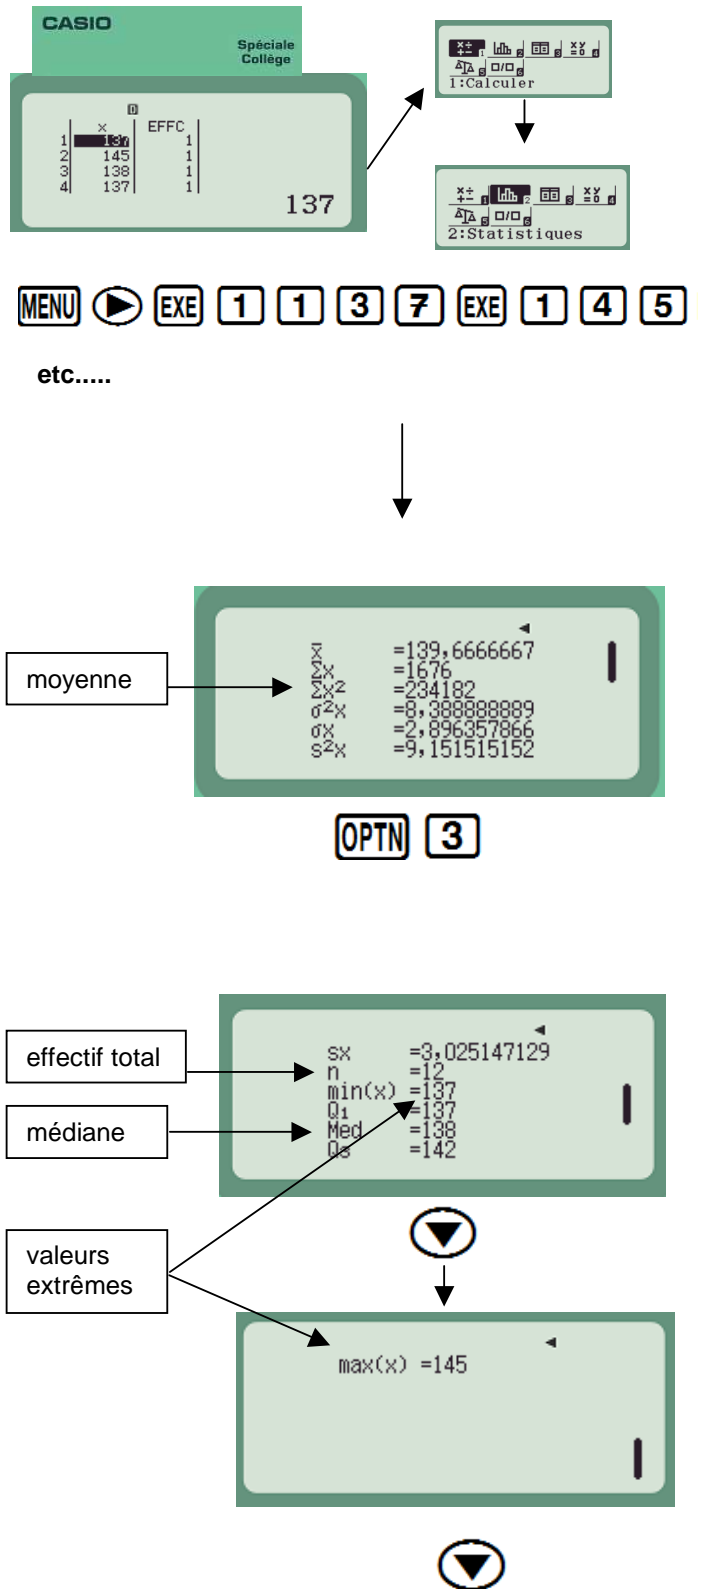 CASIO
Spéciale
Collège
D
x EFFC
1 137 1
2 145 1
3 138 1
4 137 1
137
1:Calculer
2:Statistiques
MENU ▶ EXE 1 1 3 7 EXE 1 4 5
etc.....
moyenne
x̄ =139,6666667
Σx =1676
Σx² =234182
σ²x =8,388888889
σx =2,896357866
s²x =9,151515152
OPTN 3
effectif total
médiane
valeurs
extrêmes
sx =3,025147129
n =12
min(x) =137
Q₁ =137
Med =138
Q₃ =142
max(x) =145